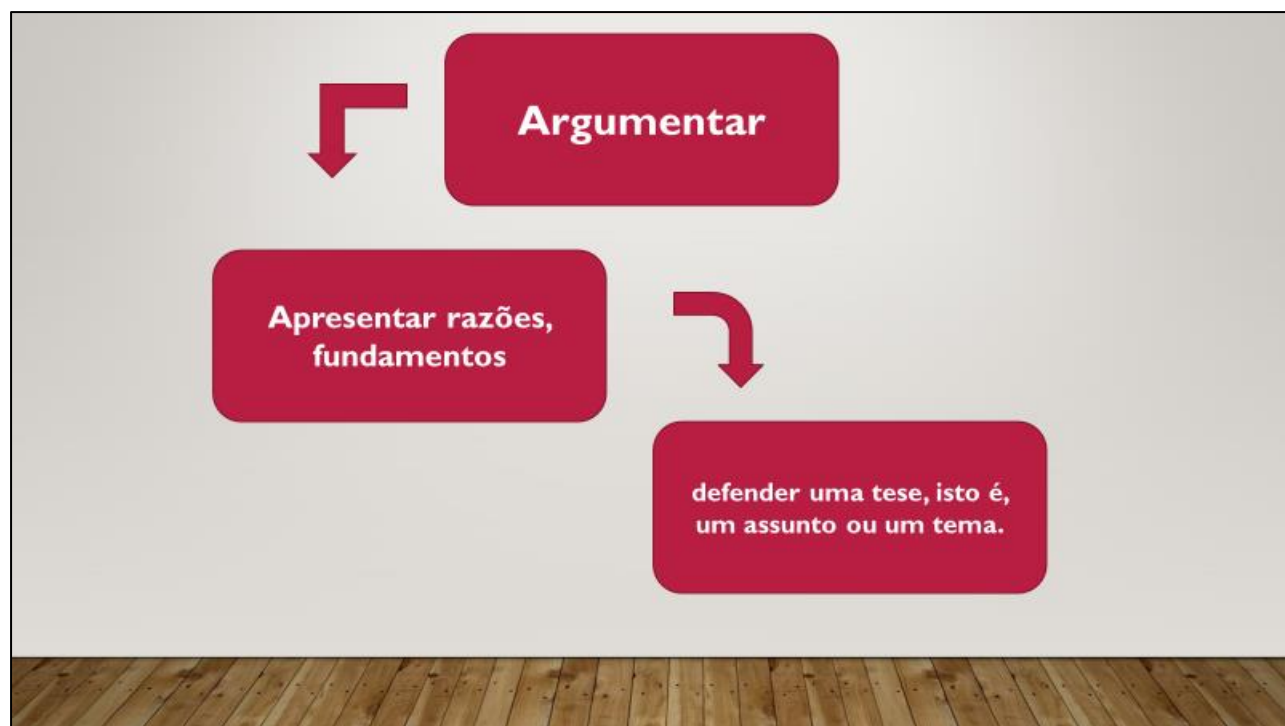 Argumentar
Apresentar razões,
fundamentos
defender uma tese, isto é,
um assunto ou um tema.